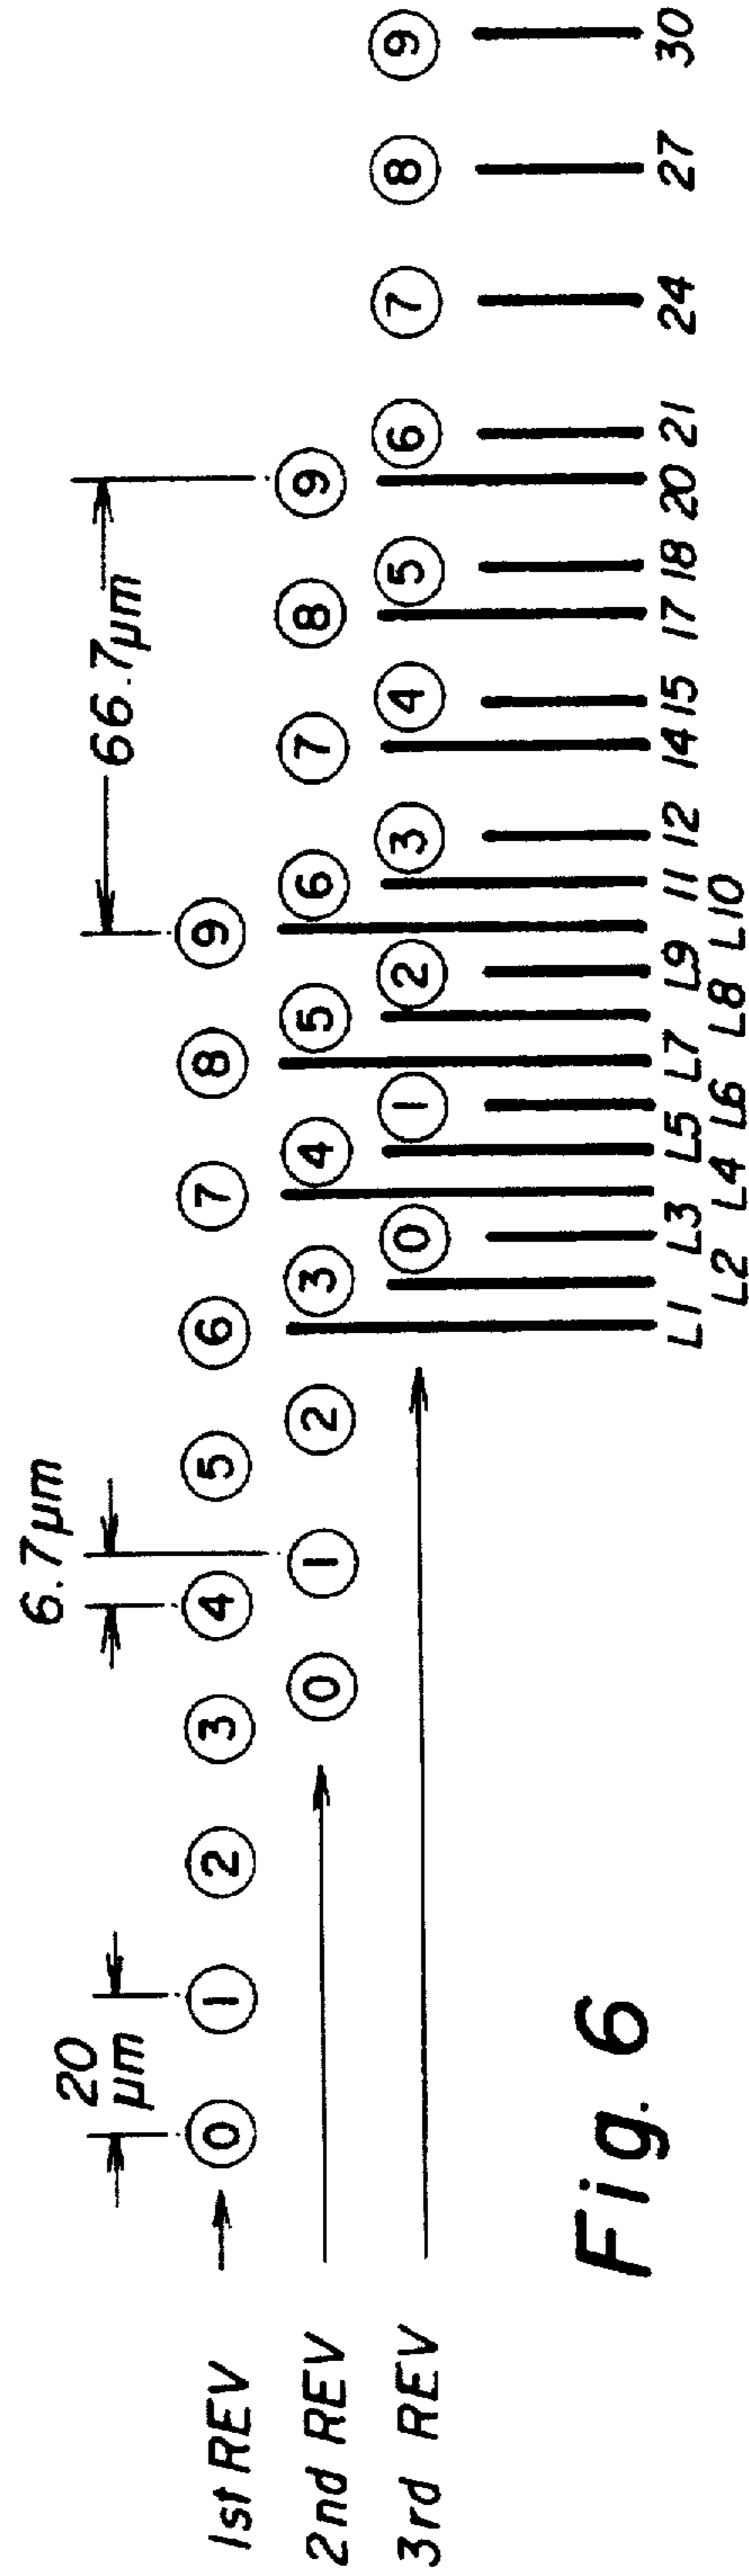 20
μm
6.7μm
66.7μm
1st REV
0 1 2 3 4 5 6 7 8 9
2nd REV
0 1 2 3 4 5 6 7 8 9
3rd REV
0 1 2 3 4 5 6 7 8 9
L1 L3 L5 L7 L9 11 12 14 15 17 18 20 21 24 27 30
L2 L4 L6 L8 L10
Fig. 6